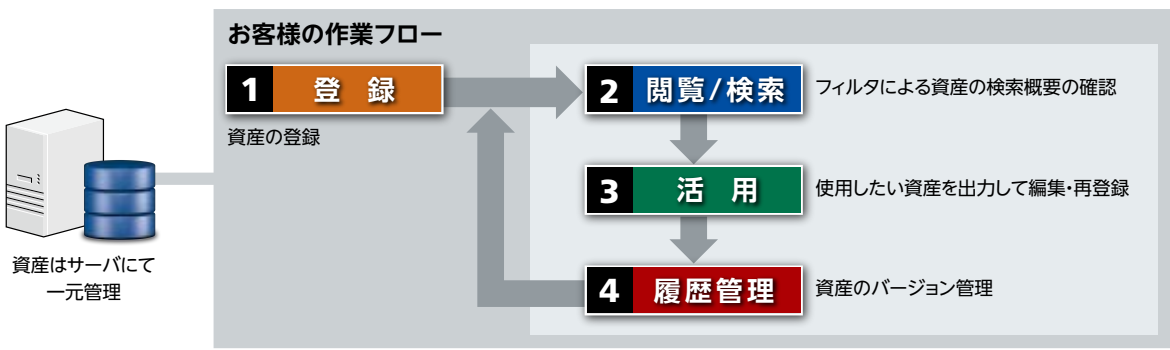 お客様の作業フロー
1 登 録
資産の登録
2 閲覧/検索
フィルタによる資産の検索概要の確認
3 活 用
使用したい資産を出力して編集・再登録
4 履歴管理
資産のバージョン管理
資産はサーバにて
一元管理